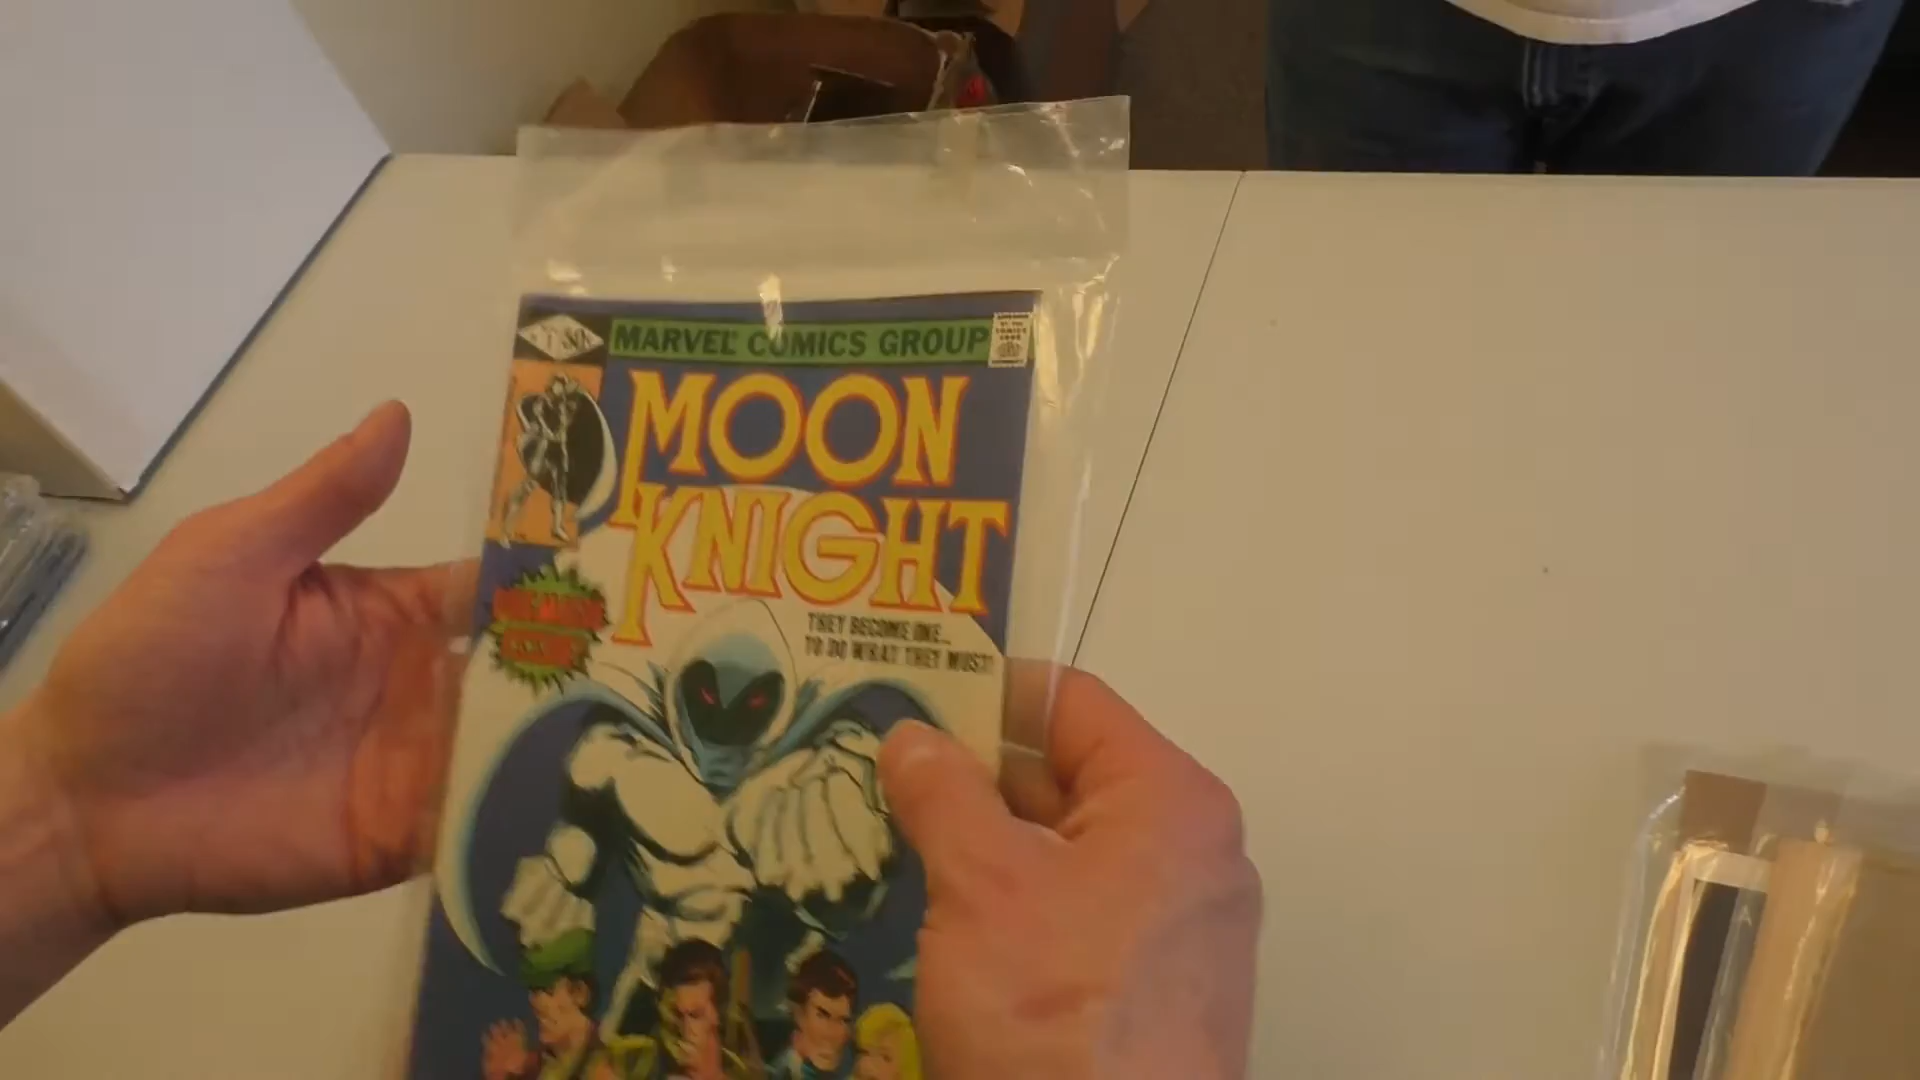 MARVEL COMICS GROUP
MOON
KNIGHT
THEY BECOME ONE...
TO DO WHAT THEY MUST!